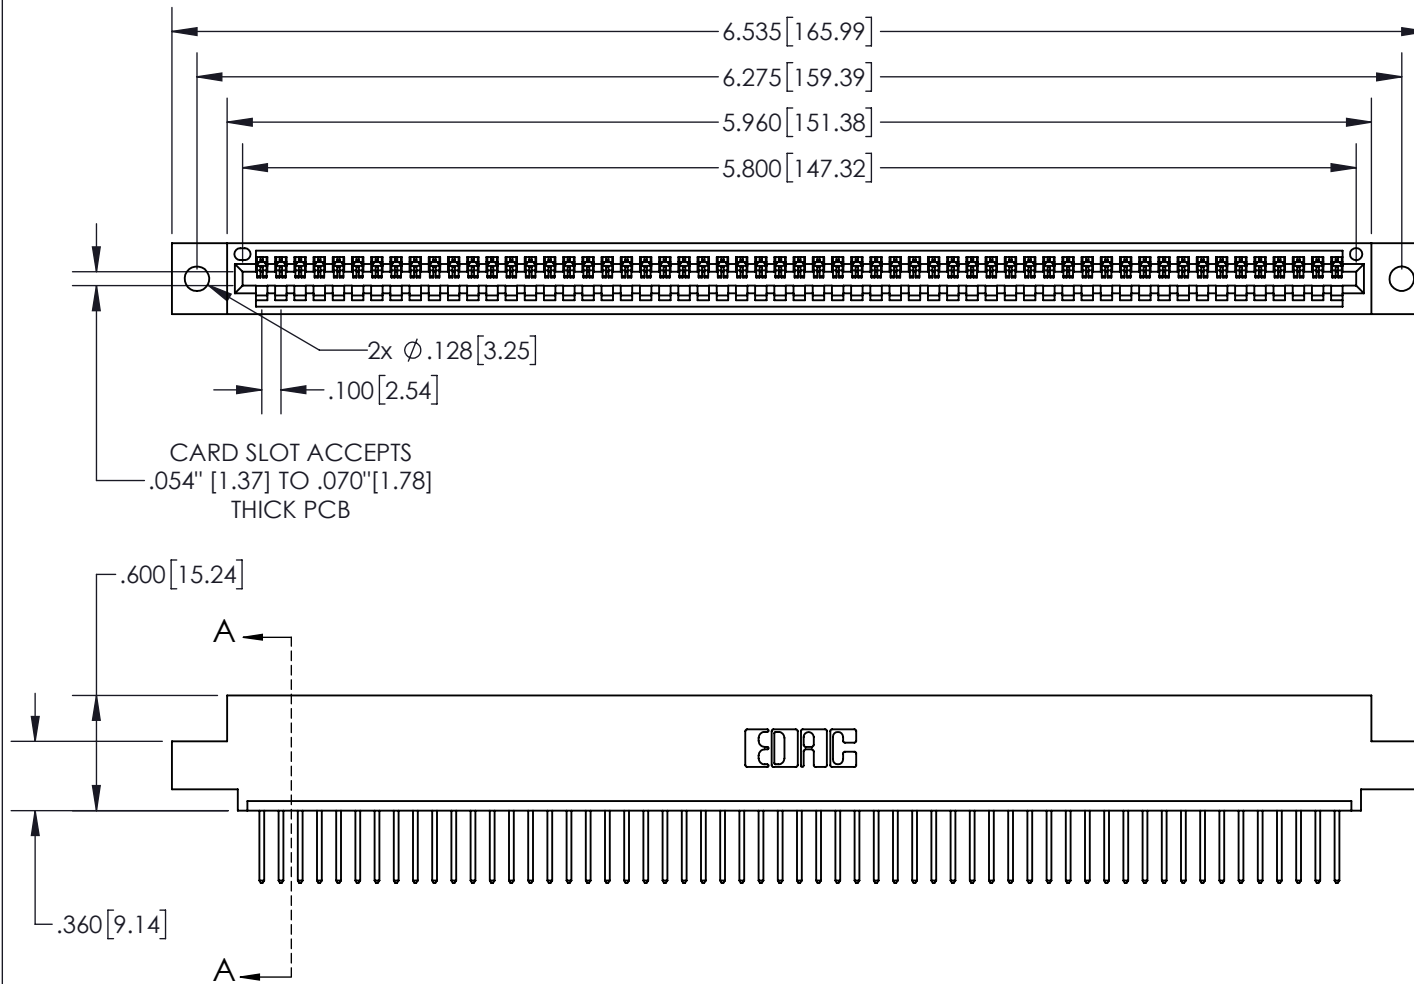 6.535[165.99]
6.275[159.39]
5.960[151.38]
5.800[147.32]
2x Ø.128[3.25]
.100[2.54]
CARD SLOT ACCEPTS
.054" [1.37] TO .070"[1.78]
THICK PCB
.600[15.24]
A
EDAC
.360[9.14]
A